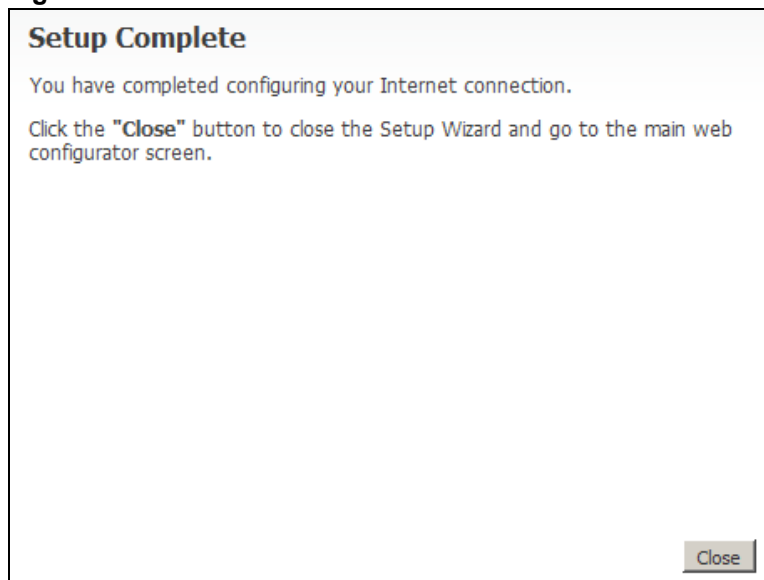 Setup Complete
You have completed configuring your Internet connection.
Click the "Close" button to close the Setup Wizard and go to the main web
configurator screen.
Close